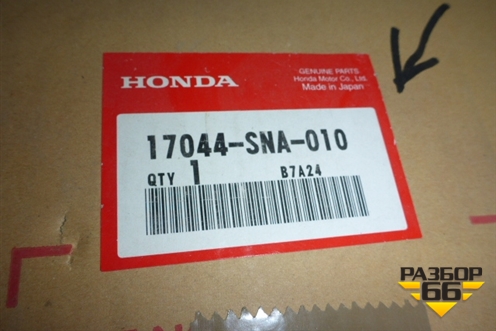 HONDA
GENUINE PARTS
Honda Motor Co., Ltd.
Made in Japan
17044-SNA-010
QTY 1 B7A24
РАЗБОР
66